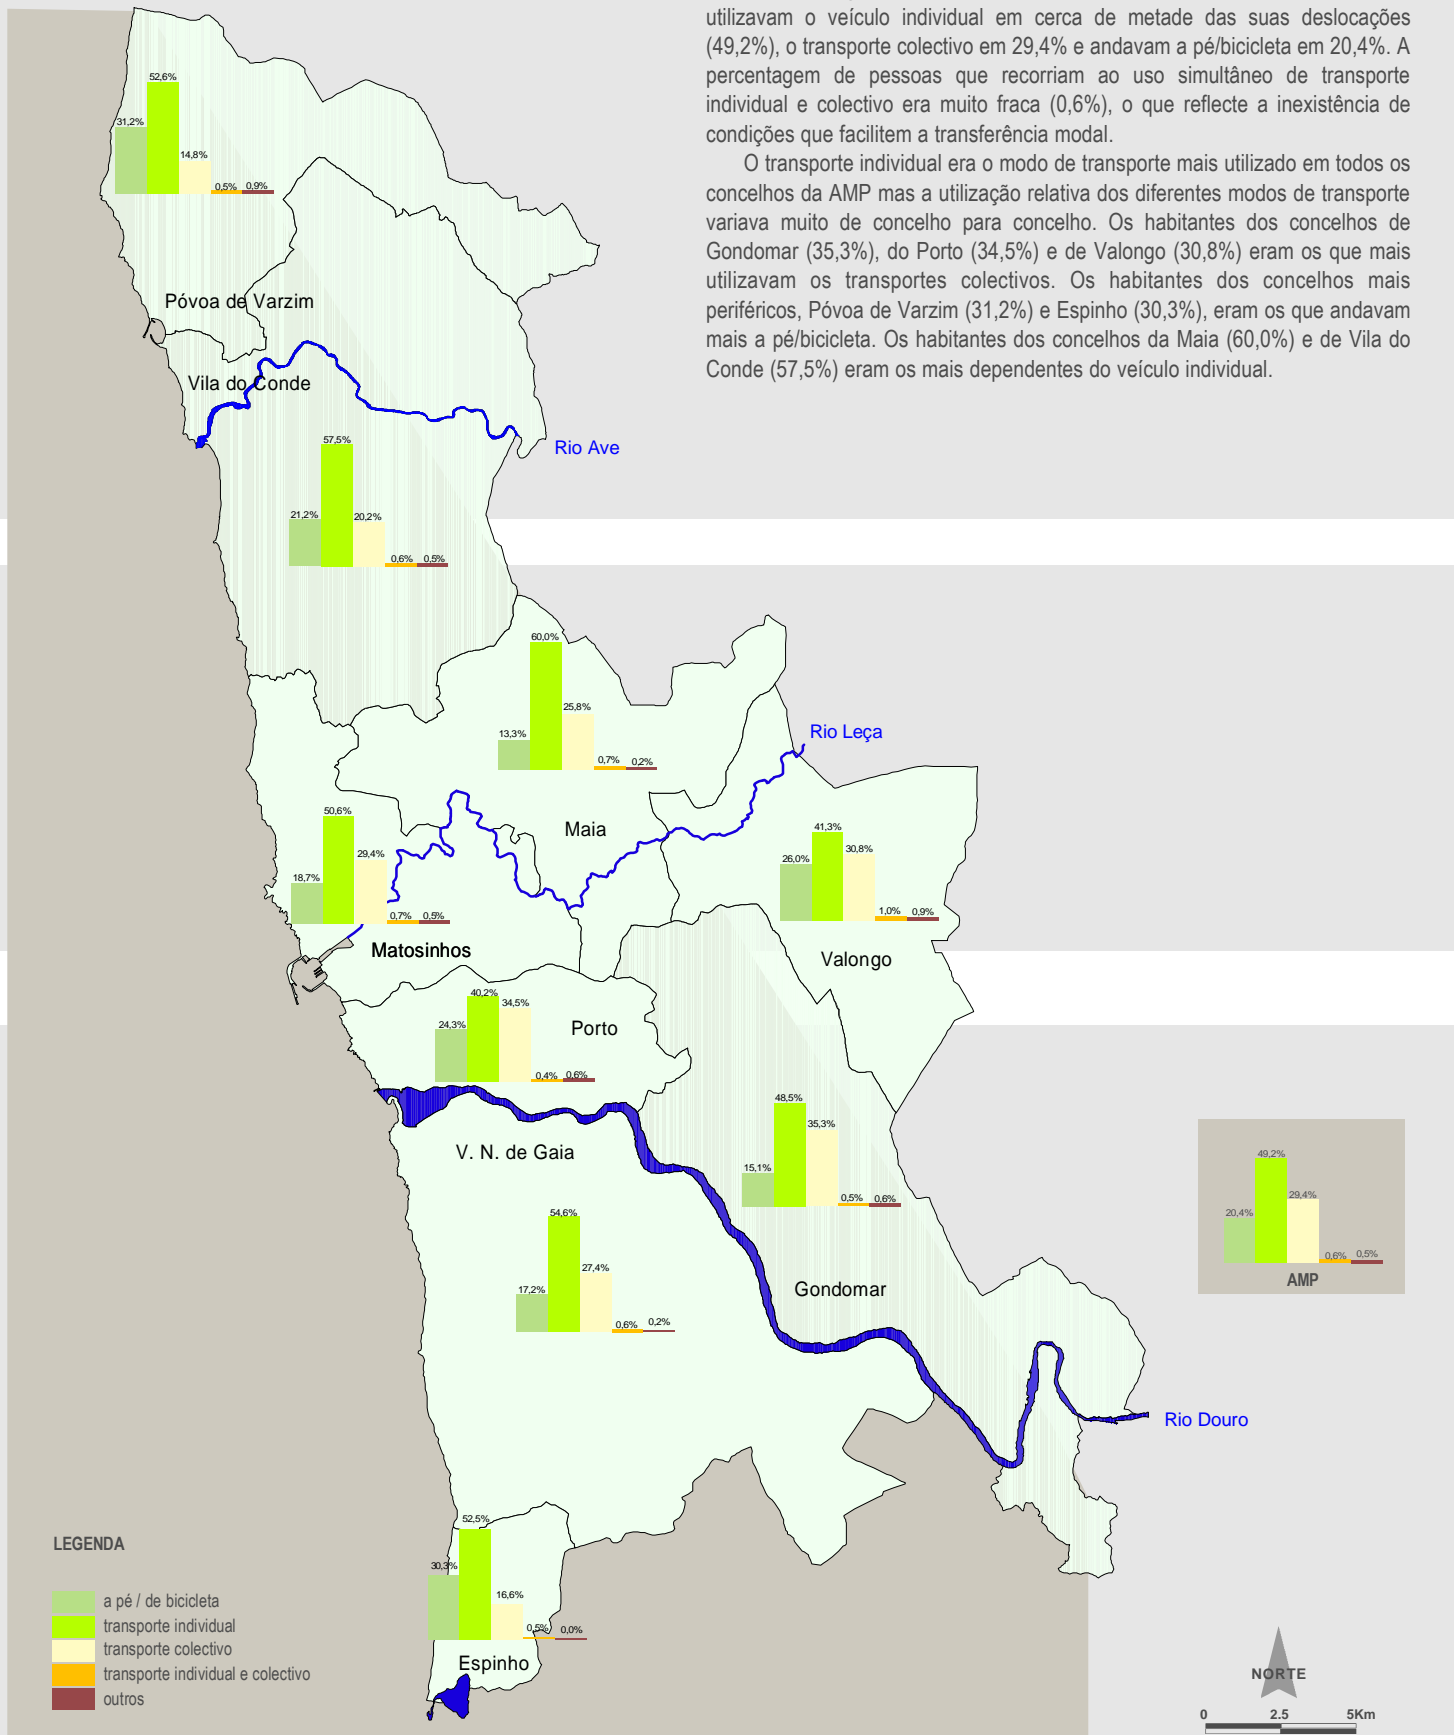 utilizavam o veículo individual em cerca de metade das suas deslocações
(49,2%), o transporte colectivo em 29,4% e andavam a pé/bicicleta em 20,4%. A
percentagem de pessoas que recorriam ao uso simultâneo de transporte
individual e colectivo era muito fraca (0,6%), o que reflecte a inexistência de
condições que facilitem a transferência modal.
O transporte individual era o modo de transporte mais utilizado em todos os
concelhos da AMP mas a utilização relativa dos diferentes modos de transporte
variava muito de concelho para concelho. Os habitantes dos concelhos de
Gondomar (35,3%), do Porto (34,5%) e de Valongo (30,8%) eram os que mais
utilizavam os transportes colectivos. Os habitantes dos concelhos mais
periféricos, Póvoa de Varzim (31,2%) e Espinho (30,3%), eram os que andavam
mais a pé/bicicleta. Os habitantes dos concelhos da Maia (60,0%) e de Vila do
Conde (57,5%) eram os mais dependentes do veículo individual.
52,6%
31,2%
14,8%
0,5% 0,9%
Póvoa de Varzim
Vila do Conde
Rio Ave
57,5%
21,2%
20,2%
0,6% 0,5%
60,0%
25,8%
13,3%
0,7% 0,2%
Rio Leça
Maia
50,6%
29,4%
18,7%
0,7% 0,5%
Matosinhos
41,3%
30,8%
26,0%
1,0% 0,9%
Valongo
40,2%
34,5%
24,3%
0,4% 0,6%
Porto
48,5%
35,3%
15,1%
0,5% 0,6%
Gondomar
V. N. de Gaia
54,6%
27,4%
17,2%
0,6% 0,2%
49,2%
29,4%
20,4%
0,6% 0,5%
AMP
Rio Douro
52,5%
30,3%
16,6%
0,5% 0,0%
Espinho
LEGENDA
a pé / de bicicleta
transporte individual
transporte colectivo
transporte individual e colectivo
outros
NORTE
0 2.5 5Km